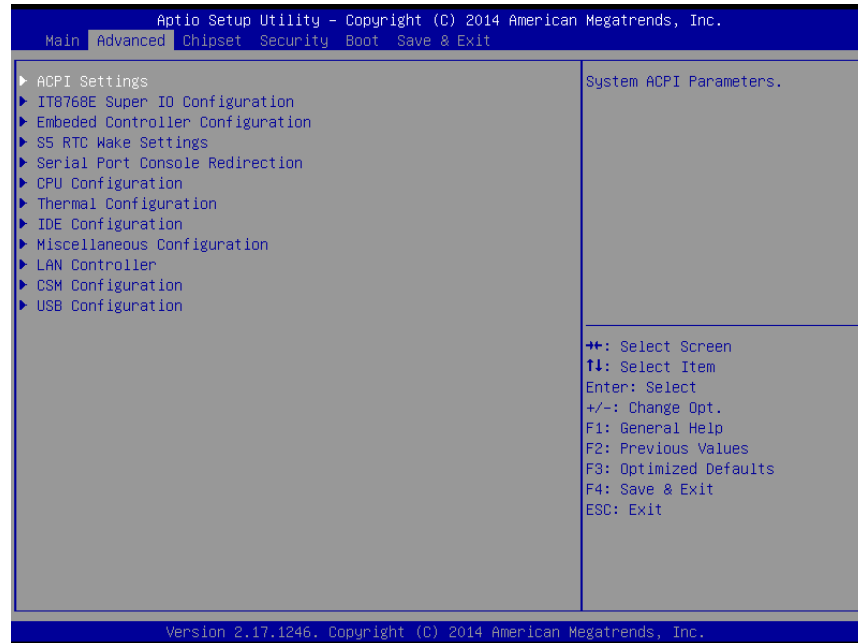 Aptio Setup Utility – Copyright (C) 2014 American Megatrends, Inc.
Main Advanced Chipset Security Boot Save & Exit
▶ ACPI Settings
▶ IT8768E Super IO Configuration
▶ Embeded Controller Configuration
▶ S5 RTC Wake Settings
▶ Serial Port Console Redirection
▶ CPU Configuration
▶ Thermal Configuration
▶ IDE Configuration
▶ Miscellaneous Configuration
▶ LAN Controller
▶ CSM Configuration
▶ USB Configuration
System ACPI Parameters.
→←: Select Screen
↑↓: Select Item
Enter: Select
+/-: Change Opt.
F1: General Help
F2: Previous Values
F3: Optimized Defaults
F4: Save & Exit
ESC: Exit
Version 2.17.1246. Copyright (C) 2014 American Megatrends, Inc.